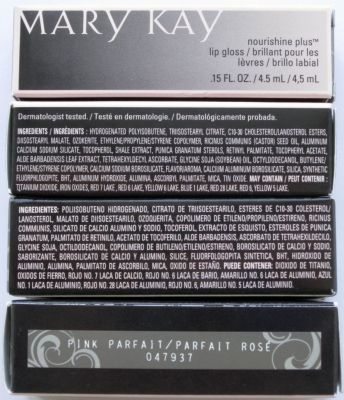 MARY KAY
nourishine plus™
lip gloss / brillant pour les
lèvres / brillo labial
.15 FL. OZ. / 4.5 mL / 4,5 mL
Dermatologist tested. / Testé en dermatologie. / Dermatológicamente probada.
INGREDIENTS / INGRÉDIENTS / INGREDIENTES: HYDROGENATED POLYISOBUTENE, TRIISOSTEARYL CITRATE, C10-30 CHOLESTEROL/LANOSTEROL ESTERS,
DIISOSTEARYL MALATE, OZOKERITE, ETHYLENE/PROPYLENE/STYRENE COPOLYMER, RICINUS COMMUNIS (CASTOR) SEED OIL, ALUMINUM
CALCIUM SODIUM SILICATE, TOCOPHEROL, SHALE EXTRACT, PUNICA GRANATUM STEROLS, RETINYL PALMITATE, TOCOPHERYL ACETATE,
ALOE BARBADENSIS LEAF EXTRACT, TETRAHEXYLDECYL ASCORBATE, GLYCINE SOJA (SOYBEAN) OIL, OCTYLDODECANOL, BUTYLENE/
ETHYLENE/STYRENE COPOLYMER, CALCIUM SODIUM BOROSILICATE, FLAVOR/AROMA, CALCIUM ALUMINUM BOROSILICATE, SILICA, SYNTHETIC
FLUORPHLOGOPITE, BHT, ALUMINUM HYDROXIDE, ALUMINA, ASCORBYL PALMITATE, MICA, TIN OXIDE. MAY CONTAIN / PEUT CONTENIR :
TITANIUM DIOXIDE, IRON OXIDES, RED 7 LAKE, RED 6 LAKE, YELLOW 6 LAKE, BLUE 1 LAKE, RED 28 LAKE, RED 6, YELLOW 5 LAKE.
INGREDIENTES: POLIISOBUTENO HIDROGENADO, CITRATO DE TRIISOESTEARILO, ESTERES DE C10-30 COLESTEROL/
LANOSTEROL, MALATO DE DIISOESTEARILO, OZOQUERITA, COPOLIMERO DE ETILENO/PROPILENO/ESTIRENO, RICINUS
COMMUNIS, SILICATO DE CALCIO ALUMINIO Y SODIO, TOCOFEROL, EXTRACTO DE ESQUISTO, ESTEROLES DE PUNICA
GRANATUM, PALMITATO DE RETINILO, ACETATO DE TOCOFERILO, ALOE BARBADENSIS, ASCORBATO DE TETRAHEXILDECILO,
GLYCINE SOJA, OCTILDODECANOL, COPOLIMERO DE BUTILENO/ETILENO/ESTIRENO, BOROSILICATO DE CALCIO Y SODIO,
SABORIZANTE, BOROSILICATO DE CALCIO Y ALUMINIO, SILICE, FLUORFLOGOPITA SINTETICA, BHT, HIDROXIDO DE
ALUMINIO, ALUMINA, PALMITATO DE ASCORBILO, MICA, OXIDO DE ESTAÑO. PUEDE CONTENER: DIOXIDO DE TITANIO,
OXIDOS DE FIERRO, ROJO NO. 7 LACA DE CALCIO, ROJO NO. 6 LACA DE BARIO, AMARILLO NO. 6 LACA DE ALUMINIO, AZUL
NO. 1 LACA DE ALUMINIO, ROJO NO. 28 LACA DE ALUMINIO, ROJO NO. 6, AMARILLO NO. 5 LACA DE ALUMINIO.
PINK PARFAIT/PARFAIT ROSÉ
047937